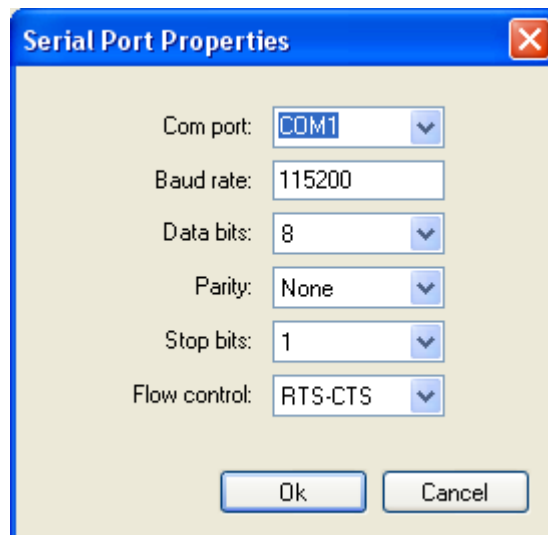 Serial Port Properties
Com port: COM1
Baud rate: 115200
Data bits: 8
Parity: None
Stop bits: 1
Flow control: RTS-CTS
Ok Cancel